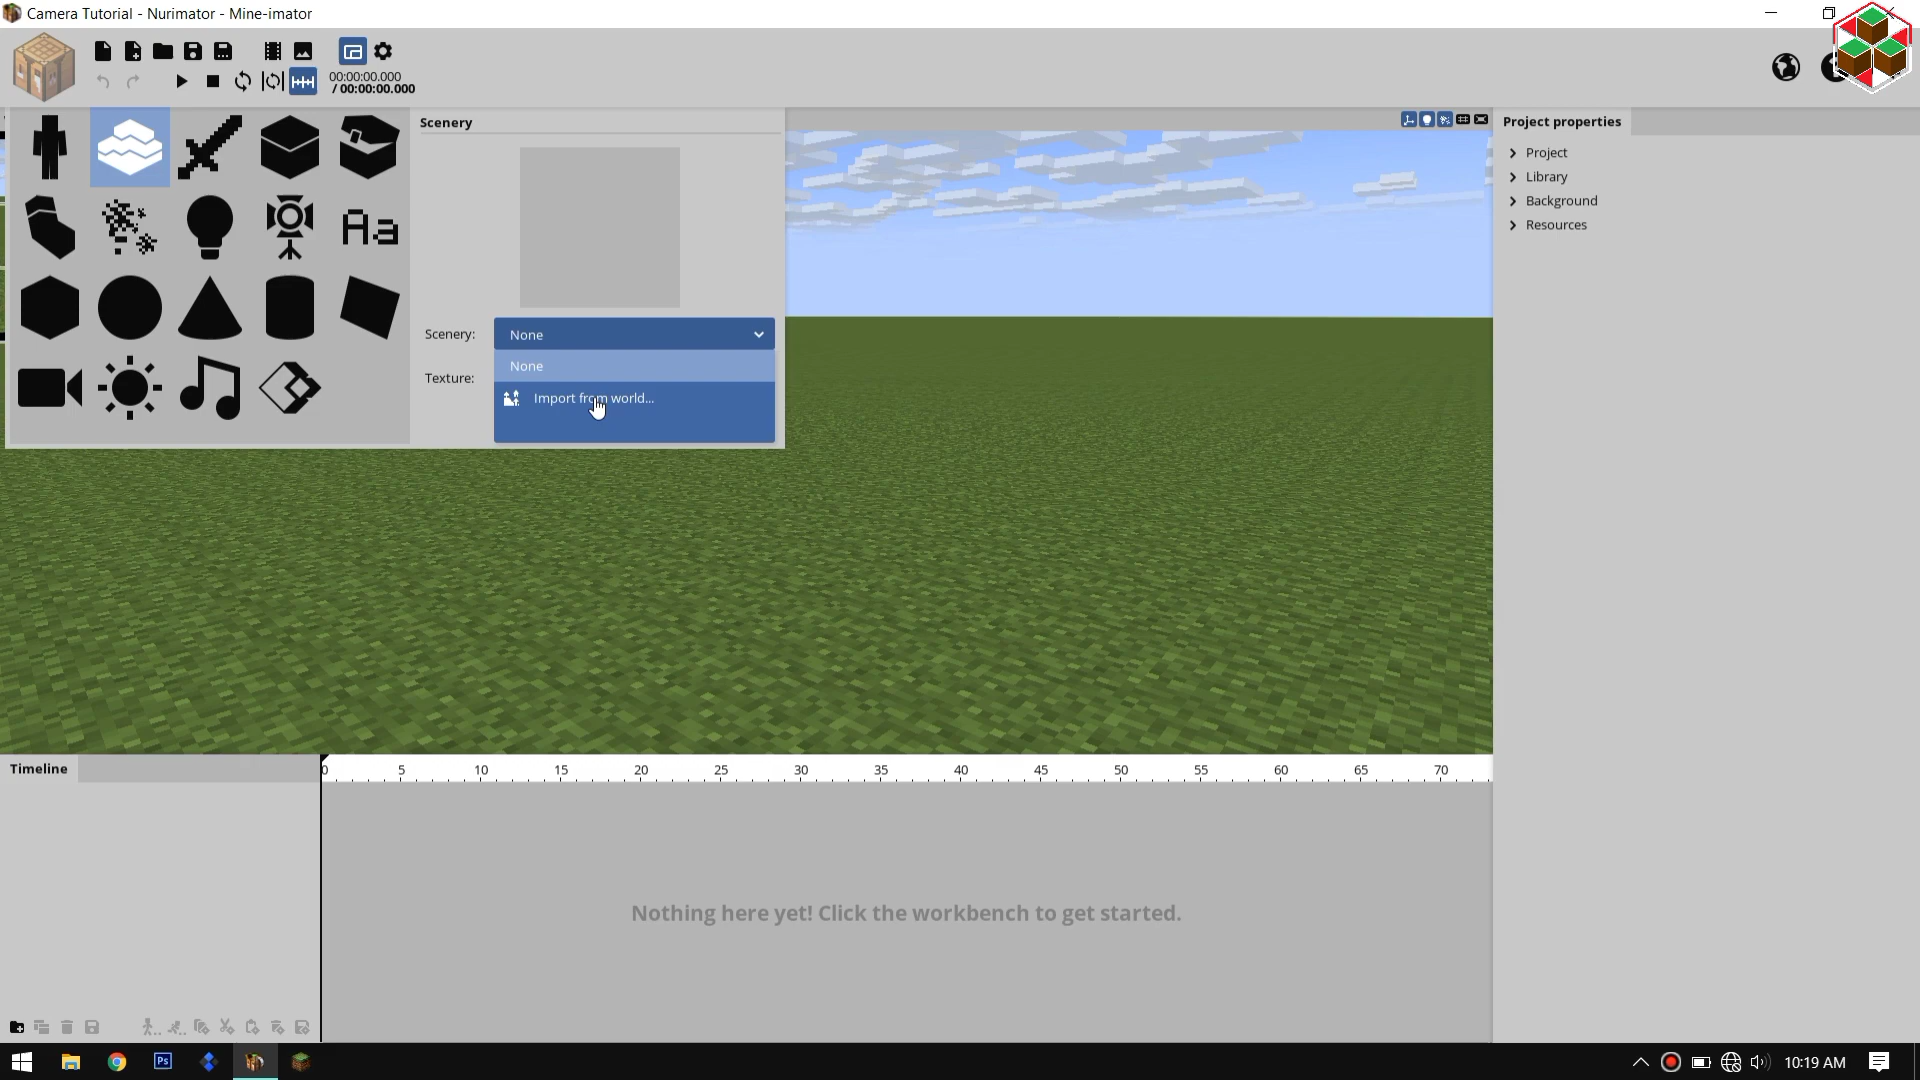 Camera Tutorial - Nurimator - Mine-imator
00:00:00.000
/ 00:00:00.000
Scenery
Project properties
Project
Library
Background
Resources
Aa
Scenery:
None
None
Texture:
Import from world...
Timeline
0 5 10 15 20 25 30 35 40 45 50 55 60 65 70
Nothing here yet! Click the workbench to get started.
Ps
10:19 AM